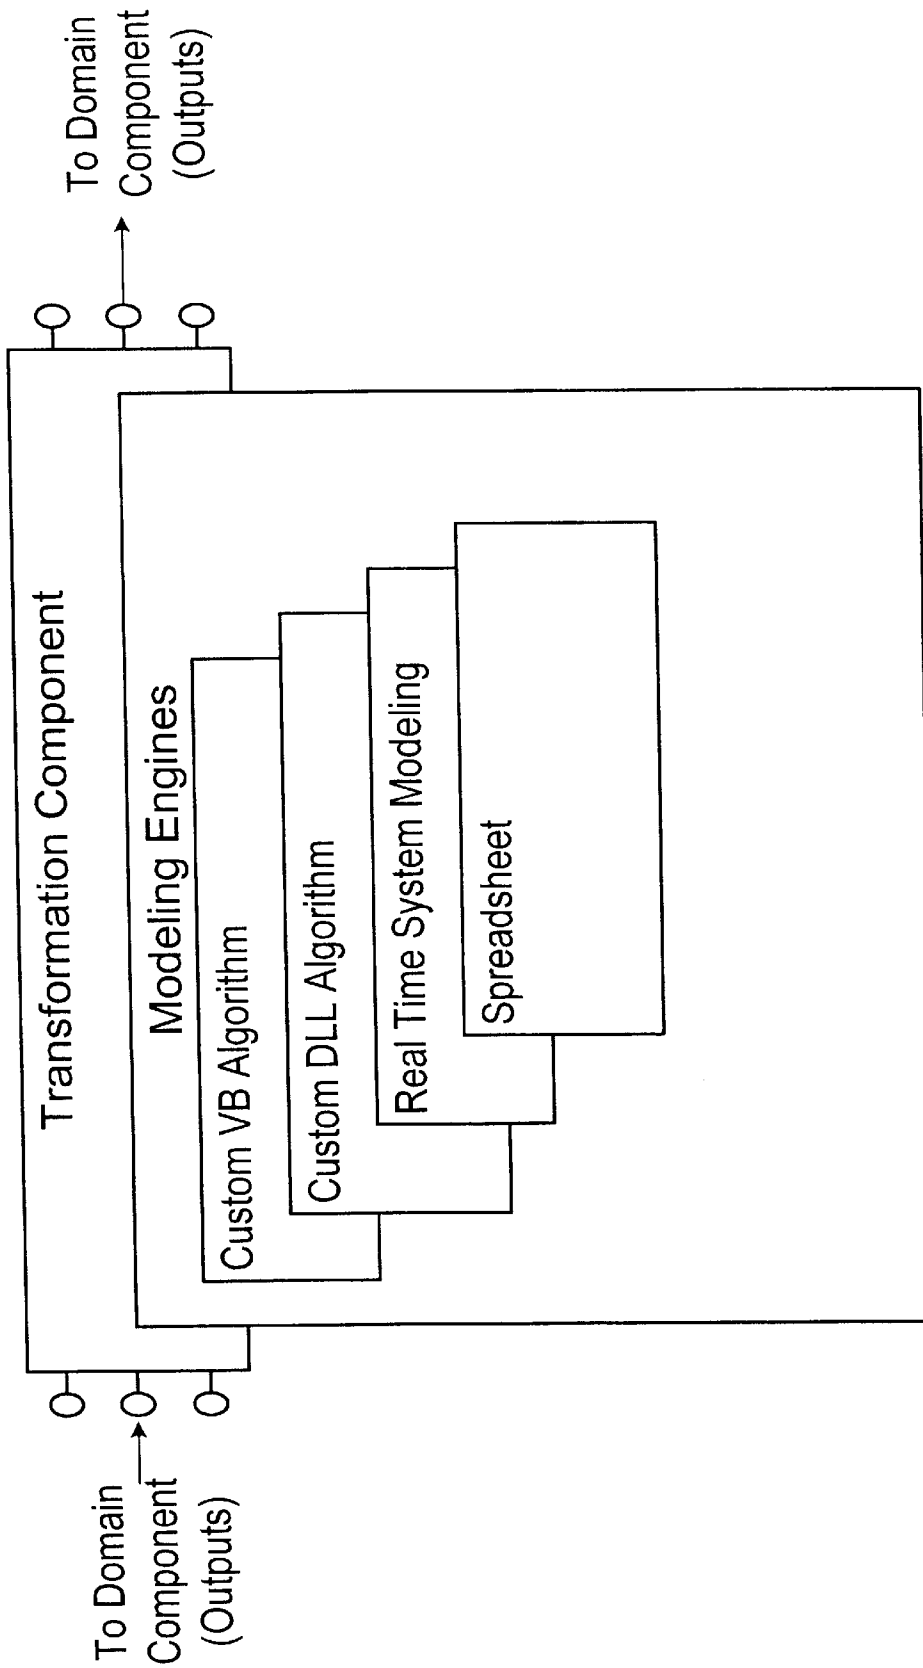 Transformation Component
Modeling Engines
Custom VB Algorithm
Custom DLL Algorithm
Real Time System Modeling
Spreadsheet
To Domain
Component
(Outputs)
To Domain
Component
(Outputs)